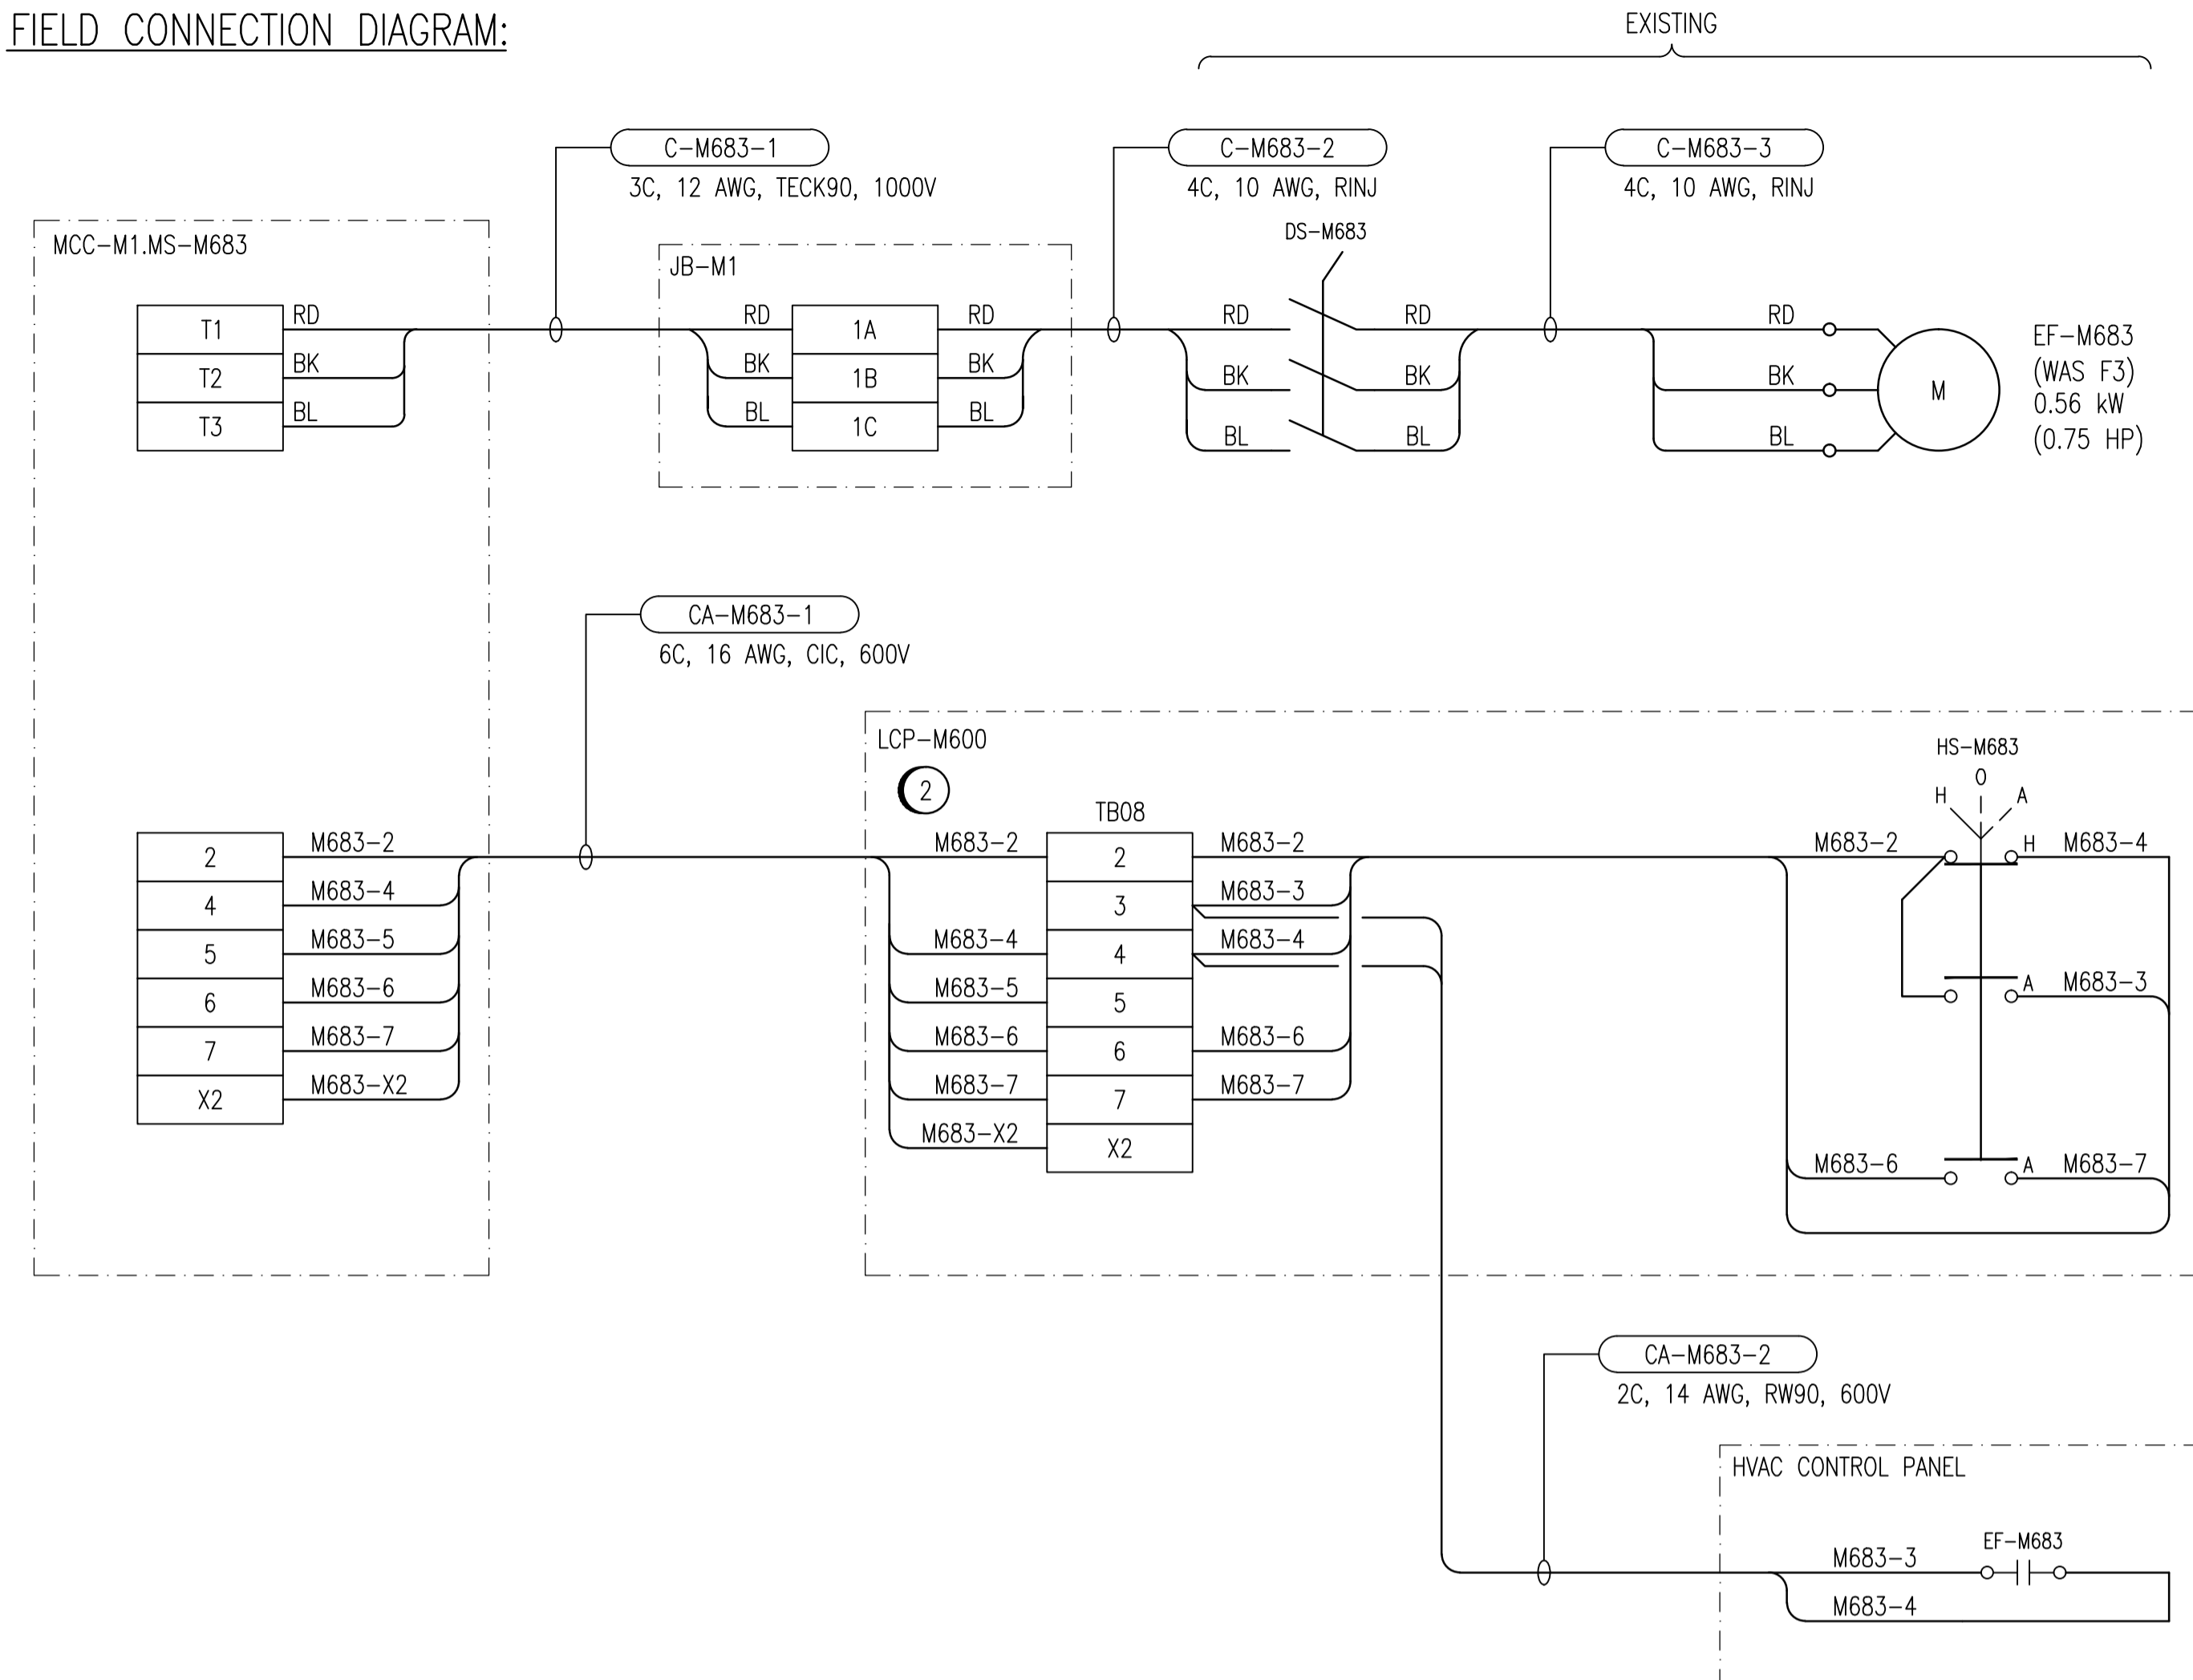 FIELD CONNECTION DIAGRAM:
EXISTING
C-M683-1
3C, 12 AWG, TECK90, 1000V
C-M683-2
4C, 10 AWG, RINJ
C-M683-3
4C, 10 AWG, RINJ
DS-M683
MCC-M1.MS-M683
JB-M1
T1 RD RD 1A RD RD RD RD
T2 BK BK 1B BK BK BK BK
T3 BL BL 1C BL BL BL BL
M
EF-M683
(WAS F3)
0.56 kW
(0.75 HP)
CA-M683-1
6C, 16 AWG, CIC, 600V
LCP-M600
2
TB08
HS-M683
O
H A
2 M683-2
4 M683-4
5 M683-5
6 M683-6
7 M683-7
X2 M683-X2
M683-2 2 M683-2
3 M683-3
M683-4 4 M683-4
M683-5 5
M683-6 6 M683-6
M683-7 7 M683-7
M683-X2 X2
M683-2 H M683-4
A M683-3
M683-6 A M683-7
CA-M683-2
2C, 14 AWG, RW90, 600V
HVAC CONTROL PANEL
EF-M683
M683-3
M683-4